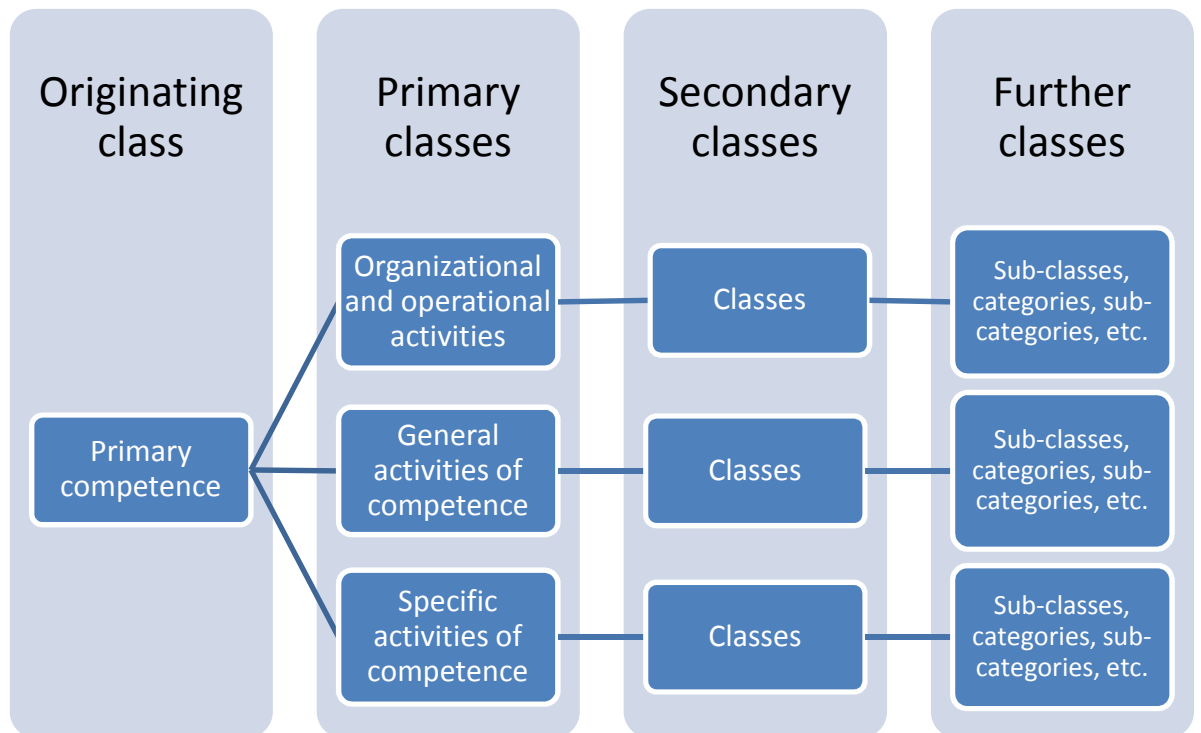 Originating
class
Primary
classes
Secondary
classes
Further
classes
Primary
competence
Organizational
and operational
activities
Classes
Sub-classes,
categories, sub-
categories, etc.
General
activities of
competence
Classes
Sub-classes,
categories, sub-
categories, etc.
Specific
activities of
competence
Classes
Sub-classes,
categories, sub-
categories, etc.